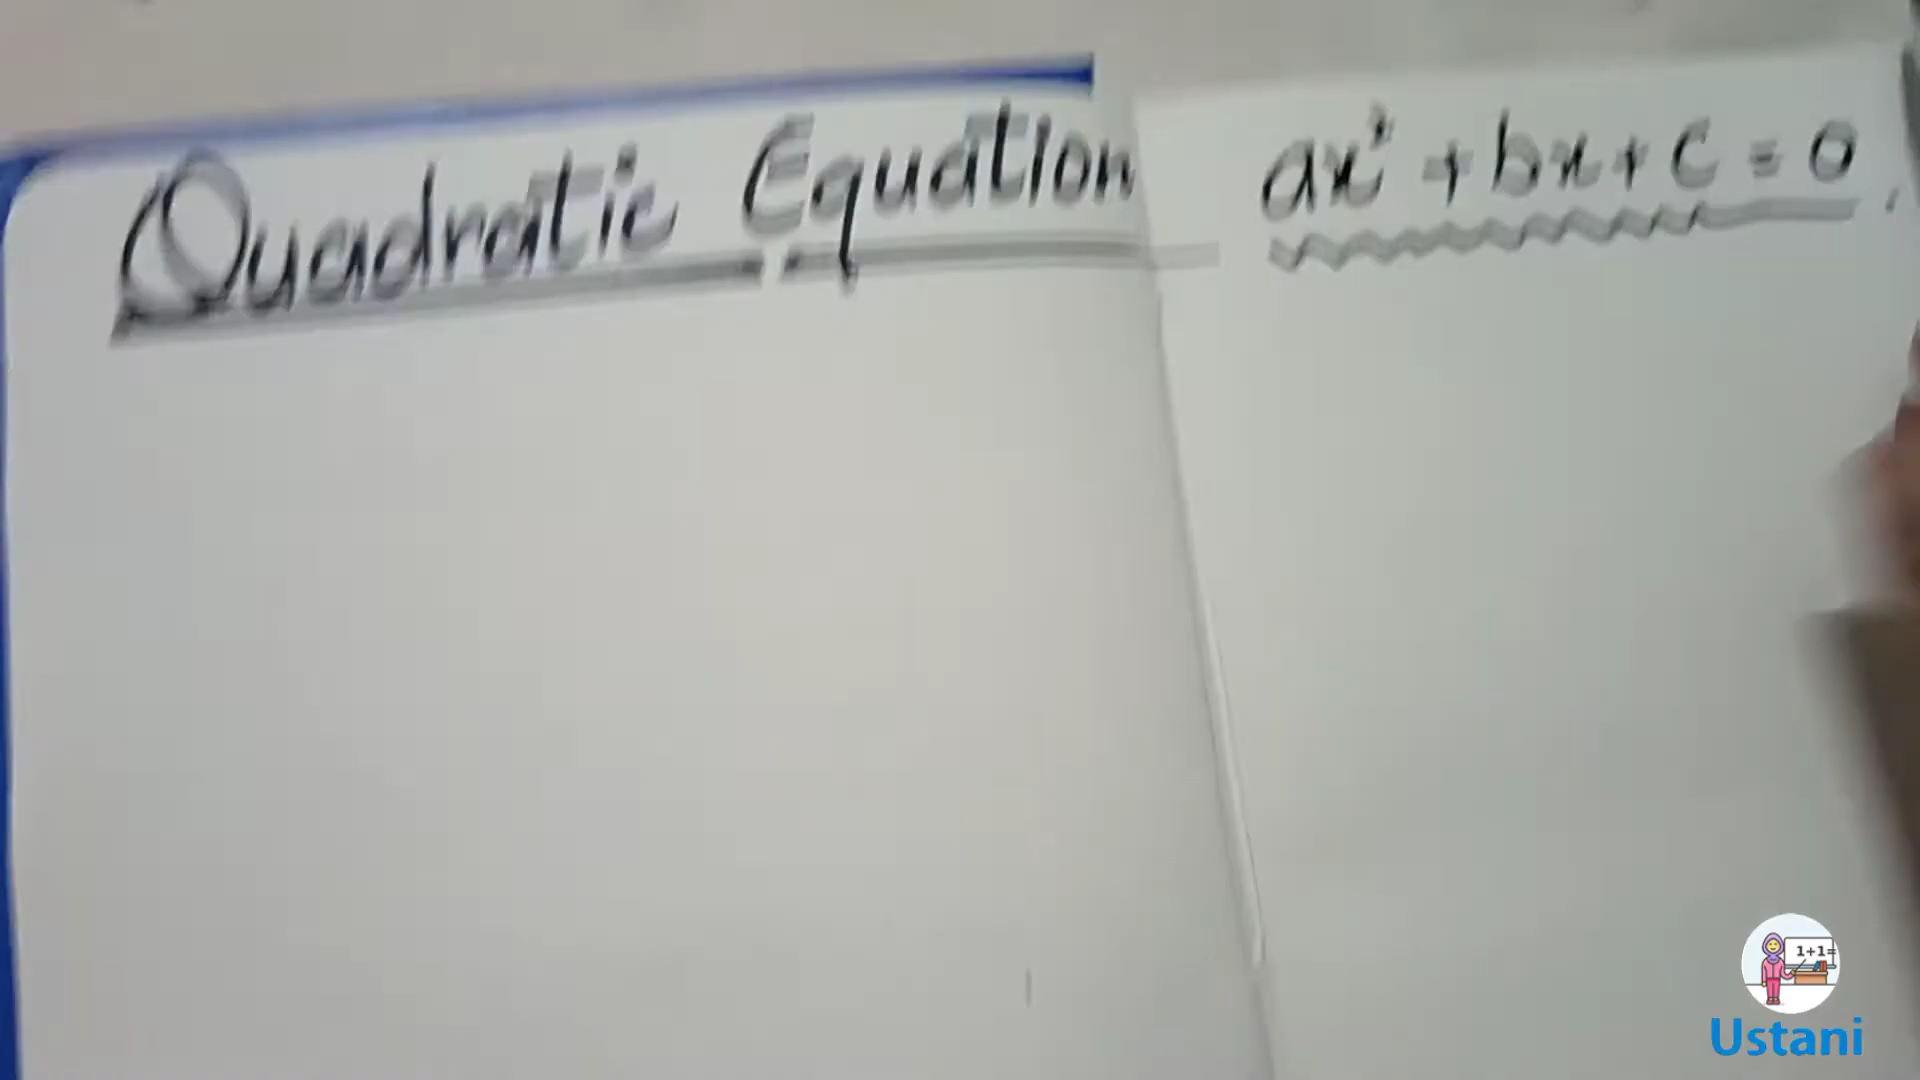 Quadratic Equation ax² + bx + c = 0.
1+1=
Ustani